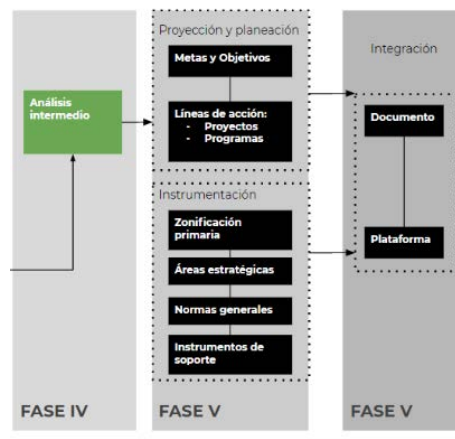 Análisis
intermedio
FASE IV
Proyección y planeación
Metas y Objetivos
Líneas de acción:
- Proyectos
- Programas
Instrumentación
Zonificación
primaria
Áreas estratégicas
Normas generales
Instrumentos de
soporte
FASE V
Integración
Documento
Plataforma
FASE V